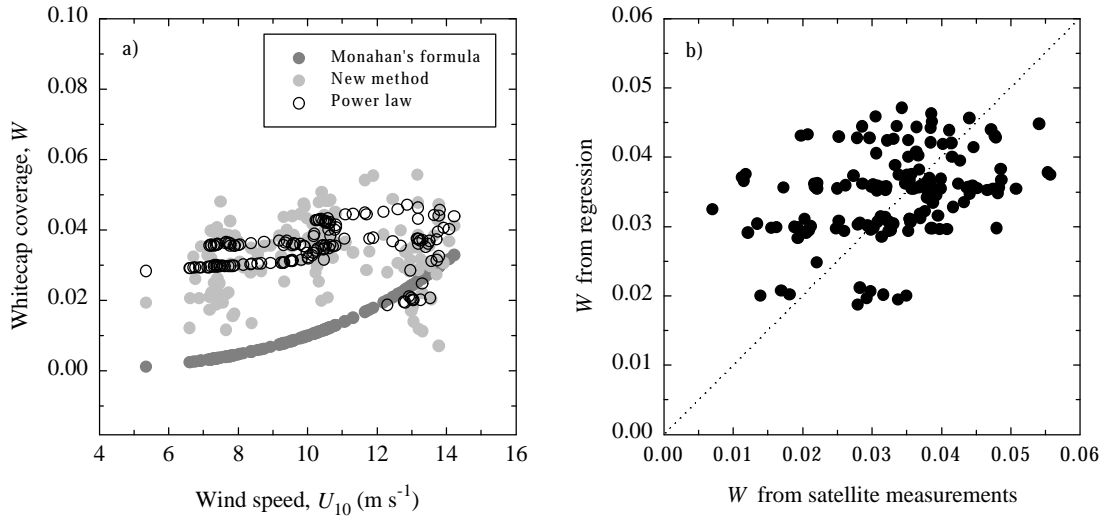 a)
Monahan's formula
New method
Power law
0.10
0.08
0.06
0.04
0.02
0.00
Whitecap coverage, W
4 6 8 10 12 14 16
Wind speed, U10 (m s-1)
b)
0.06
0.05
0.04
0.03
0.02
0.01
0.00
W from regression
0.00 0.01 0.02 0.03 0.04 0.05 0.06
W from satellite measurements